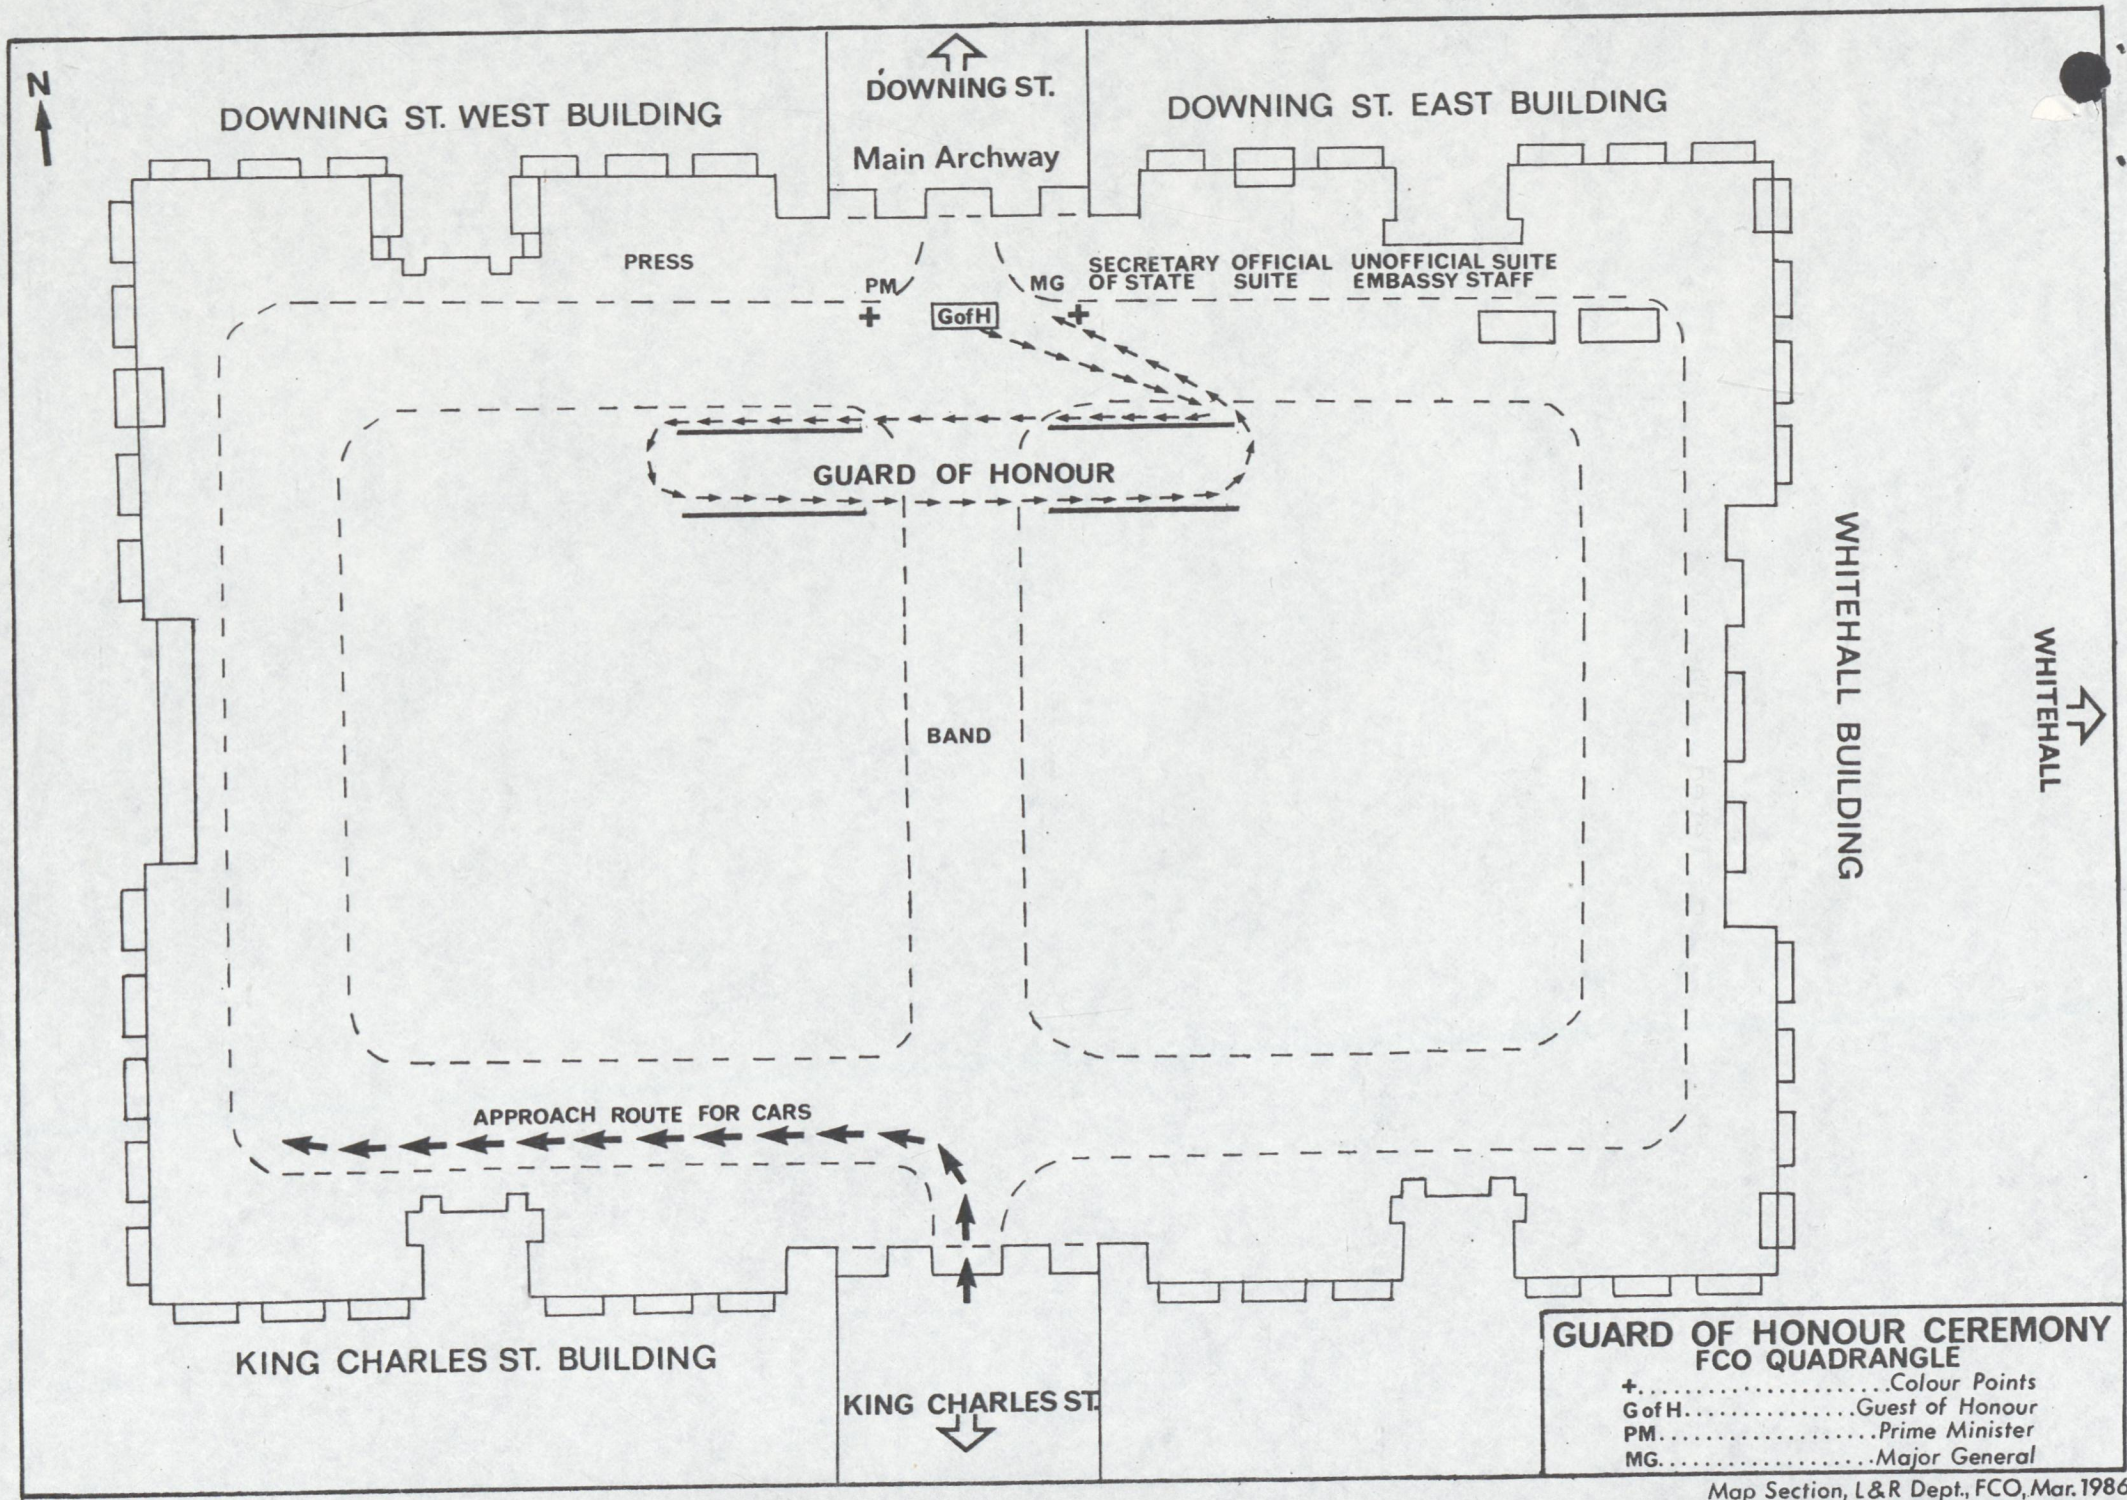 N
DOWNING ST. WEST BUILDING
DOWNING ST.
Main Archway
DOWNING ST. EAST BUILDING
PRESS
PM
GofH
MG
SECRETARY OF STATE
OFFICIAL SUITE
UNOFFICIAL SUITE
EMBASSY STAFF
GUARD OF HONOUR
BAND
WHITEHALL BUILDING
WHITEHALL
APPROACH ROUTE FOR CARS
KING CHARLES ST. BUILDING
KING CHARLES ST.
GUARD OF HONOUR CEREMONY
FCO QUADRANGLE
+......................Colour Points
G of H...............Guest of Honour
PM...................Prime Minister
MG...................Major General
Map Section, L&R Dept., FCO, Mar. 1986